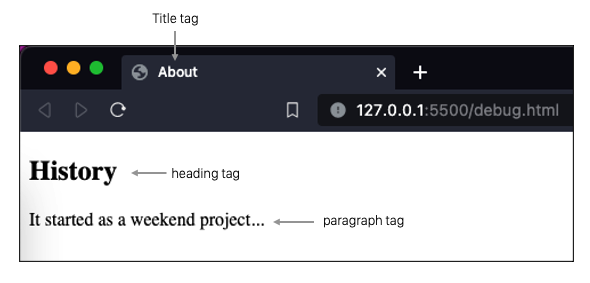 Title tag
About
127.0.0.1:5500/debug.html
History
heading tag
It started as a weekend project...
paragraph tag